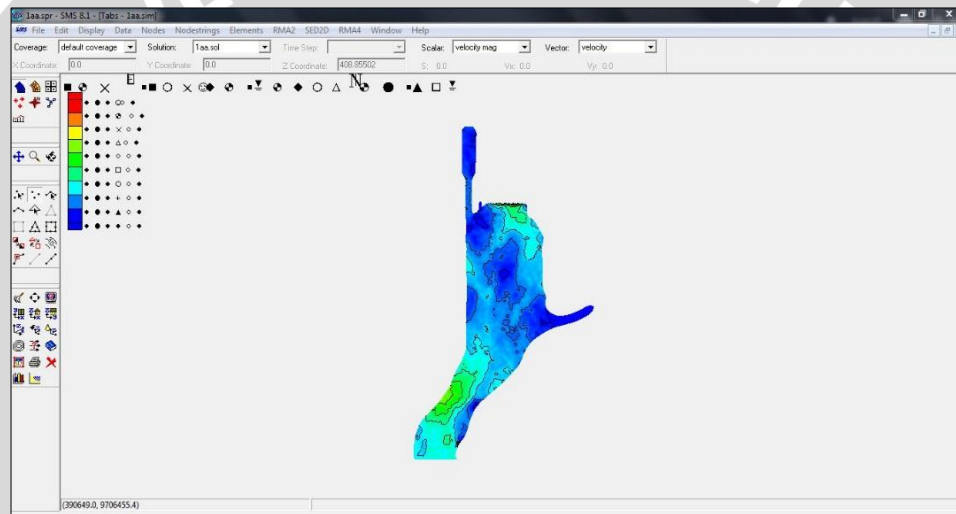 1aa.spr - SMS 8.1 - [Tabs - 1aa.sim]
SMS File Edit Display Data Nodes Nodestrings Elements RMA2 SED2D RMA4 Window Help
Coverage: default coverage Solution: 1aa.sol Time Step: Scalar: velocity mag Vector: velocity
X Coordinate: 0.0 Y Coordinate: 0.0 Z Coordinate: 408.85502 S: 0.0 Vx: 0.0 Vy: 0.0
E N
(390649.0, 9706455.4)